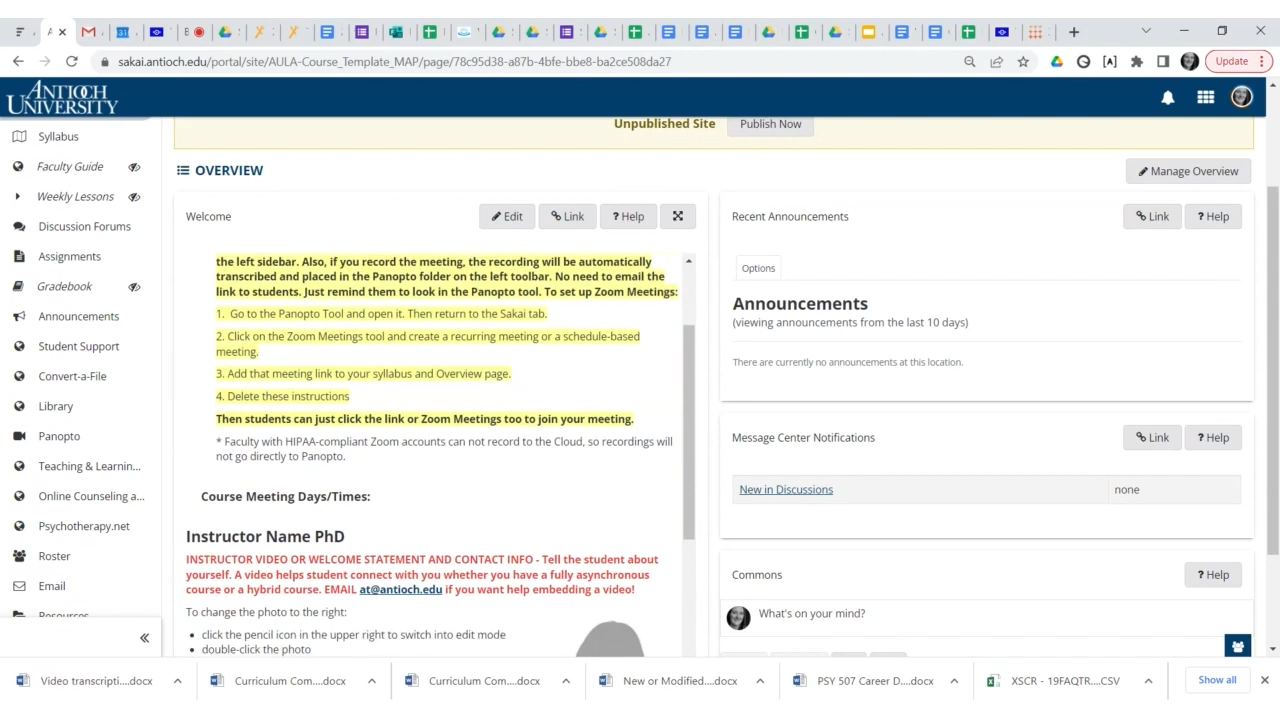 A
sakai.antioch.edu/portal/site/AULA-Course_Template_MAP/page/78c95d38-a87b-4bfe-bbe8-ba2ce508da27
Update
ANTIOCH
UNIVERSITY
Syllabus
Faculty Guide
Weekly Lessons
Discussion Forums
Assignments
Gradebook
Announcements
Student Support
Convert-a-File
Library
Panopto
Teaching & Learnin...
Online Counseling a...
Psychotherapy.net
Roster
Email
Resources
Unpublished Site
Publish Now
OVERVIEW
Manage Overview
Welcome
Edit
Link
? Help
the left sidebar. Also, if you record the meeting, the recording will be automatically
transcribed and placed in the Panopto folder on the left toolbar. No need to email the
link to students. Just remind them to look in the Panopto tool. To set up Zoom Meetings:
1. Go to the Panopto Tool and open it. Then return to the Sakai tab.
2. Click on the Zoom Meetings tool and create a recurring meeting or a schedule-based
meeting.
3. Add that meeting link to your syllabus and Overview page.
4. Delete these instructions
Then students can just click the link or Zoom Meetings too to join your meeting.
* Faculty with HIPAA-compliant Zoom accounts can not record to the Cloud, so recordings will
not go directly to Panopto.
Course Meeting Days/Times:
Instructor Name PhD
INSTRUCTOR VIDEO OR WELCOME STATEMENT AND CONTACT INFO - Tell the student about
yourself. A video helps student connect with you whether you have a fully asynchronous
course or a hybrid course. EMAIL at@antioch.edu if you want help embedding a video!
To change the photo to the right:
• click the pencil icon in the upper right to switch into edit mode
• double-click the photo
Recent Announcements
Link
? Help
Options
Announcements
(viewing announcements from the last 10 days)
There are currently no announcements at this location.
Message Center Notifications
Link
? Help
New in Discussions
none
Commons
? Help
What's on your mind?
Video transcripti....docx
Curriculum Com....docx
Curriculum Com....docx
New or Modified....docx
PSY 507 Career D....docx
XSCR - 19FAQTR....CSV
Show all